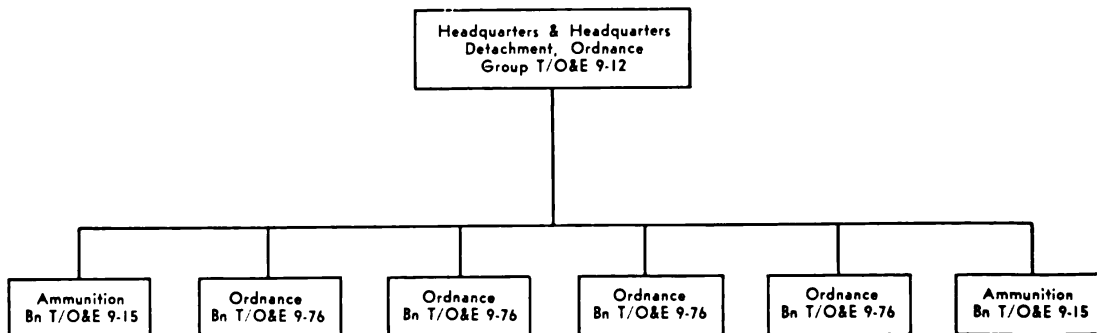 Headquarters & Headquarters
Detachment, Ordnance
Group T/O&E 9-12
Ammunition
Bn T/O&E 9-15
Ordnance
Bn T/O&E 9-76
Ordnance
Bn T/O&E 9-76
Ordnance
Bn T/O&E 9-76
Ordnance
Bn T/O&E 9-76
Ammunition
Bn T/O&E 9-15